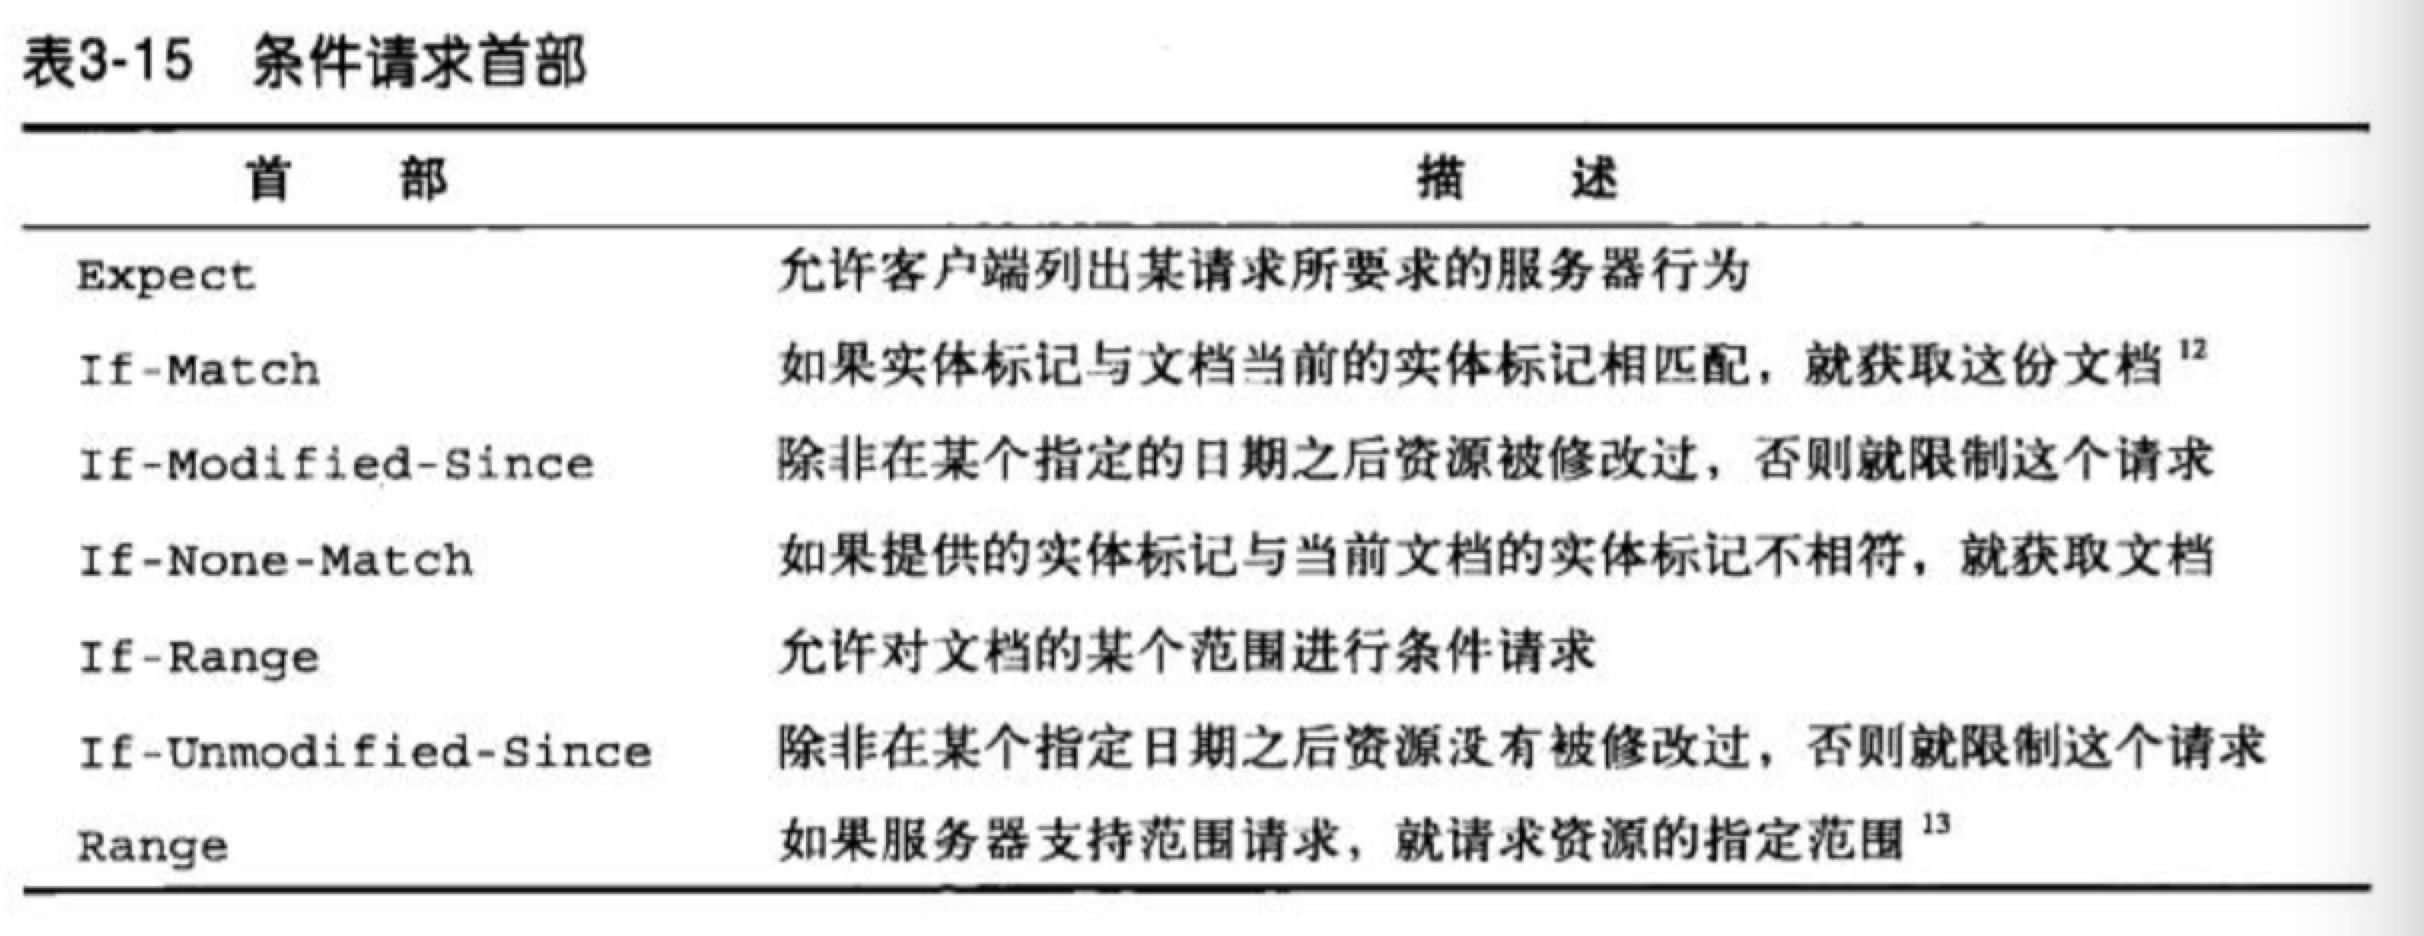 表3-15 条件请求首部
首 部 描 述
Expect 允许客户端列出某请求所要求的服务器行为
If-Match 如果实体标记与文档当前的实体标记相匹配，就获取这份文档12
If-Modified-Since 除非在某个指定的日期之后资源被修改过，否则就限制这个请求
If-None-Match 如果提供的实体标记与当前文档的实体标记不相符，就获取文档
If-Range 允许对文档的某个范围进行条件请求
If-Unmodified-Since 除非在某个指定日期之后资源没有被修改过，否则就限制这个请求
Range 如果服务器支持范围请求，就请求资源的指定范围13